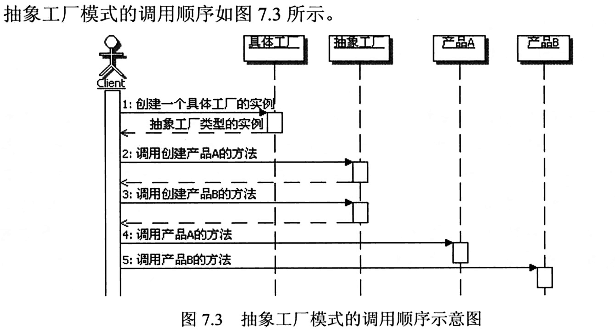 抽象工厂模式的调用顺序如图 7.3 所示。
具体工厂 抽象工厂 产品A 产品B
Client
1: 创建一个具体工厂的实例
抽象工厂类型的实例
2: 调用创建产品A的方法
3: 调用创建产品B的方法
4: 调用产品A的方法
5: 调用产品B的方法
图 7.3 抽象工厂模式的调用顺序示意图